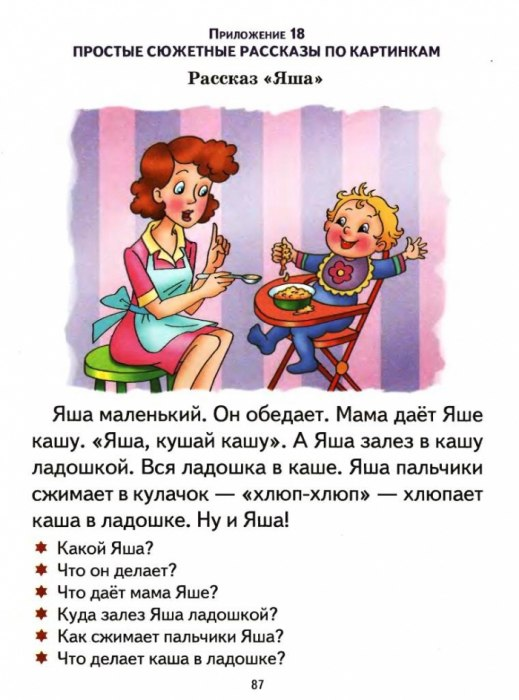 Приложение 18
ПРОСТЫЕ СЮЖЕТНЫЕ РАССКАЗЫ ПО КАРТИНКАМ
Рассказ «Яша»
Яша маленький. Он обедает. Мама даёт Яше
кашу. «Яша, кушай кашу». А Яша залез в кашу
ладошкой. Вся ладошка в каше. Яша пальчики
сжимает в кулачок — «хлюп-хлюп» — хлюпает
каша в ладошке. Ну и Яша!
✶ Какой Яша?
✶ Что он делает?
✶ Что даёт мама Яше?
✶ Куда залез Яша ладошкой?
✶ Как сжимает пальчики Яша?
✶ Что делает каша в ладошке?
87